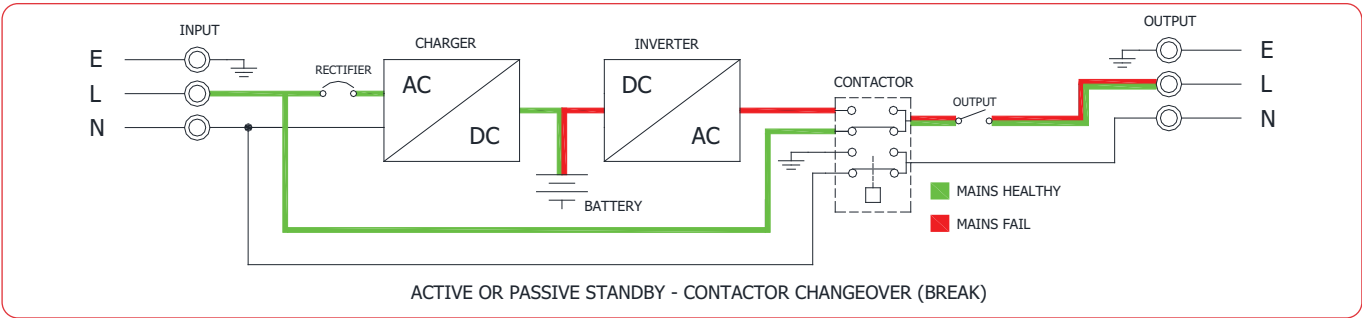 INPUT
OUTPUT
CHARGER
INVERTER
E
RECTIFIER
AC
DC
CONTACTOR
E
L
OUTPUT
L
N
DC
AC
N
BATTERY
MAINS HEALTHY
MAINS FAIL
ACTIVE OR PASSIVE STANDBY - CONTACTOR CHANGEOVER (BREAK)